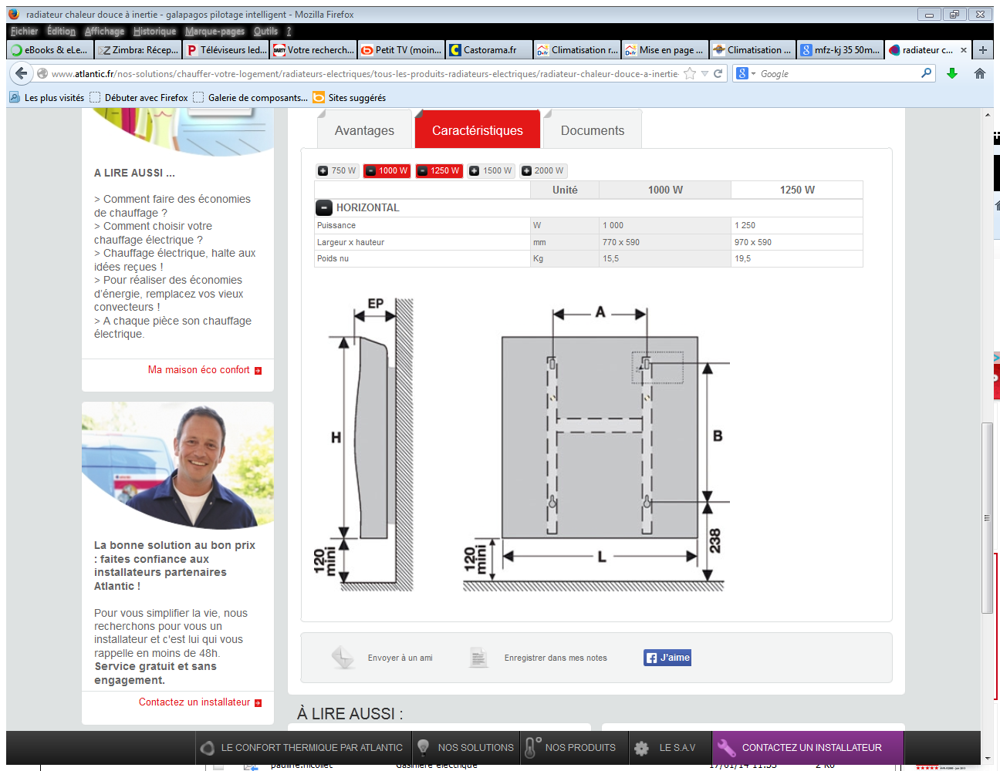 radiateur chaleur douce à inertie - galapagos pilotage intelligent - Mozilla Firefox
Fichier Édition Affichage Historique Marque-pages Outils ?
eBooks & eLe... Zimbra: Récep... Téléviseurs led... Votre recherch... Petit TV (moin... Castorama.fr Climatisation r... Mise en page ... Climatisation ... mfz-kj 35 50m... radiateur c...
www.atlantic.fr/nos-solutions/chauffer-votre-logement/radiateurs-electriques/tous-les-produits-radiateurs-electriques/radiateur-chaleur-douce-a-inertie- Google
Les plus visités Débuter avec Firefox Galerie de composants... Sites suggérés
Avantages Caractéristiques Documents
A LIRE AUSSI ...
> Comment faire des économies
de chauffage ?
> Comment choisir votre
chauffage électrique ?
> Chauffage électrique, halte aux
idées reçues !
> Pour réaliser des économies
d'énergie, remplacez vos vieux
convecteurs !
> A chaque pièce son chauffage
électrique.
Ma maison éco confort
La bonne solution au bon prix
: faites confiance aux
installateurs partenaires
Atlantic !
Pour vous simplifier la vie, nous
recherchons pour vous un
installateur et c'est lui qui vous
rappelle en moins de 48h.
Service gratuit et sans
engagement.
Contactez un installateur
750 W 1000 W 1250 W 1500 W 2000 W
Unité 1000 W 1250 W
HORIZONTAL
Puissance W 1 000 1 250
Largeur x hauteur mm 770 x 590 970 x 590
Poids nu Kg 15,5 19,5
EP
A
H
B
L
120 mini
120 mini
238
Envoyer à un ami Enregistrer dans mes notes J'aime
À LIRE AUSSI :
LE CONFORT THERMIQUE PAR ATLANTIC NOS SOLUTIONS NOS PRODUITS LE S.A.V CONTACTEZ UN INSTALLATEUR